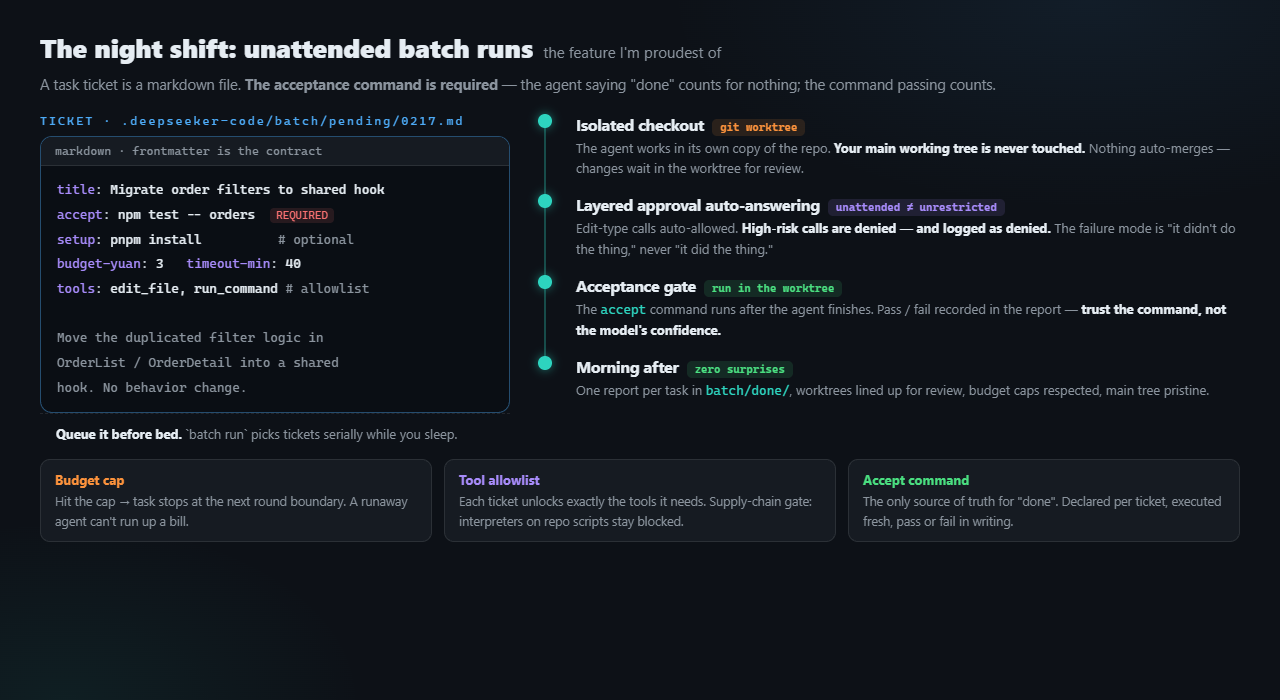 The night shift: unattended batch runs the feature I'm proudest of
A task ticket is a markdown file. The acceptance command is required — the agent saying "done" counts for nothing; the command passing counts.
TICKET · .deepseeker-code/batch/pending/0217.md
markdown · frontmatter is the contract
title: Migrate order filters to shared hook
accept: npm test -- orders REQUIRED
setup: pnpm install # optional
budget-yuan: 3 timeout-min: 40
tools: edit_file, run_command # allowlist
Move the duplicated filter logic in
OrderList / OrderDetail into a shared
hook. No behavior change.
Queue it before bed. `batch run` picks tickets serially while you sleep.
Isolated checkout git worktree
The agent works in its own copy of the repo. Your main working tree is never touched. Nothing auto-merges —
changes wait in the worktree for review.
Layered approval auto-answering unattended ≠ unrestricted
Edit-type calls auto-allowed. High-risk calls are denied — and logged as denied. The failure mode is "it didn't do
the thing," never "it did the thing."
Acceptance gate run in the worktree
The accept command runs after the agent finishes. Pass / fail recorded in the report — trust the command, not
the model's confidence.
Morning after zero surprises
One report per task in batch/done/, worktrees lined up for review, budget caps respected, main tree pristine.
Budget cap
Hit the cap → task stops at the next round boundary. A runaway
agent can't run up a bill.
Tool allowlist
Each ticket unlocks exactly the tools it needs. Supply-chain gate:
interpreters on repo scripts stay blocked.
Accept command
The only source of truth for "done". Declared per ticket, executed
fresh, pass or fail in writing.